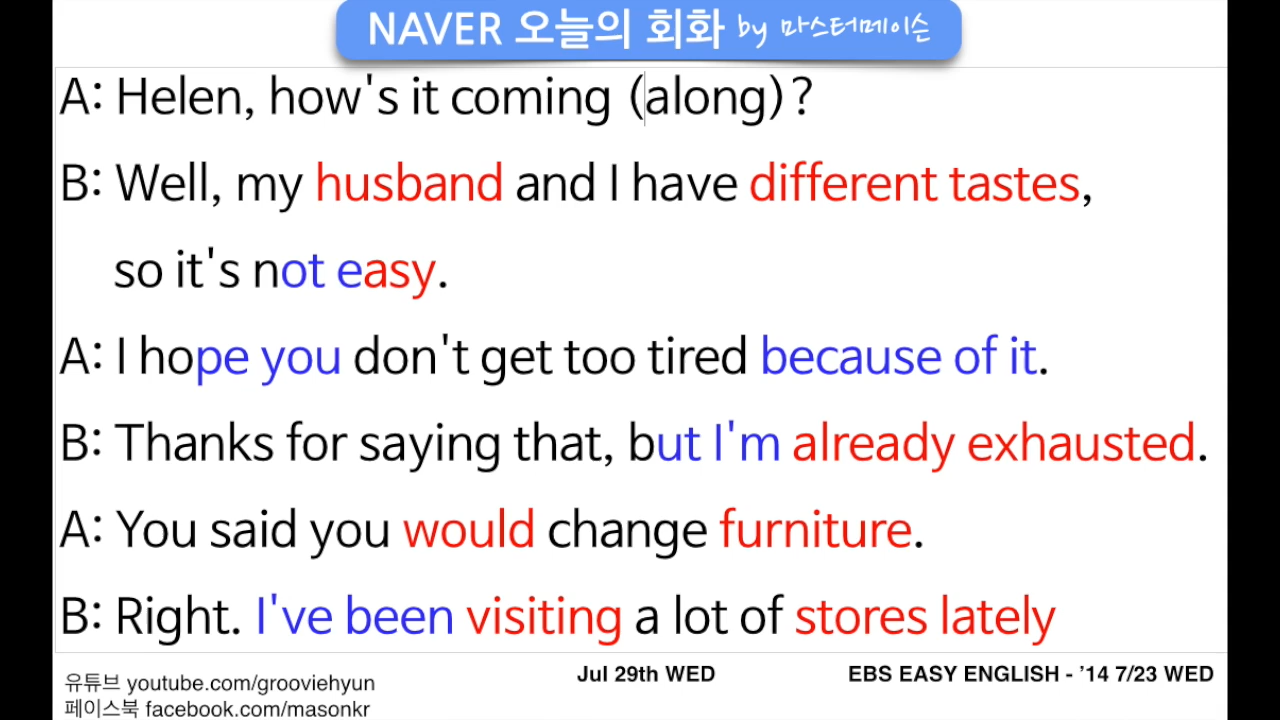 NAVER 오늘의 회화 by 마스터메이슨
A: Helen, how's it coming (along)?
B: Well, my husband and I have different tastes,
so it's not easy.
A: I hope you don't get too tired because of it.
B: Thanks for saying that, but I'm already exhausted.
A: You said you would change furniture.
B: Right. I've been visiting a lot of stores lately
유튜브 youtube.com/grooviehyun
페이스북 facebook.com/masonkr
Jul 29th WED
EBS EASY ENGLISH - ’14 7/23 WED